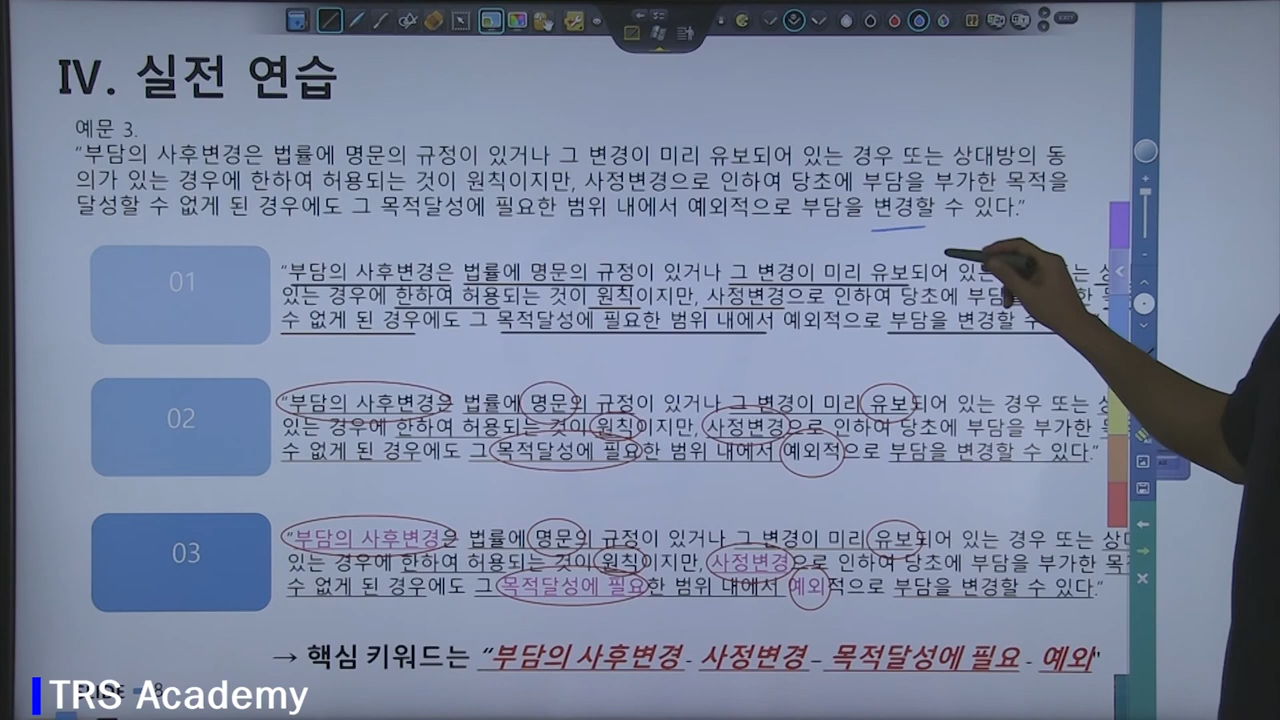 EXIT
IV. 실전 연습
예문 3.
“부담의 사후변경은 법률에 명문의 규정이 있거나 그 변경이 미리 유보되어 있는 경우 또는 상대방의 동
의가 있는 경우에 한하여 허용되는 것이 원칙이지만, 사정변경으로 인하여 당초에 부담을 부가한 목적을
달성할 수 없게 된 경우에도 그 목적달성에 필요한 범위 내에서 예외적으로 부담을 변경할 수 있다.”
01
“부담의 사후변경은 법률에 명문의 규정이 있거나 그 변경이 미리 유보되어
있는 경우에 한하여 허용되는 것이 원칙이지만, 사정변경으로 인하여 당초에
수 없게 된 경우에도 그 목적달성에 필요한 범위 내에서 예외적으로 부담을 변경할
02
“부담의 사후변경은 법률에 명문의 규정이 있거나 그 변경이 미리 유보되어 있는 경우 또는
있는 경우에 한하여 허용되는 것이 원칙이지만, 사정변경으로 인하여 당초에 부담을 부가한
수 없게 된 경우에도 그 목적달성에 필요한 범위 내에서 예외적으로 부담을 변경할 수 있다.”
03
“부담의 사후변경은 법률에 명문의 규정이 있거나 그 변경이 미리 유보되어 있는 경우 또는
있는 경우에 한하여 허용되는 것이 원칙이지만, 사정변경으로 인하여 당초에 부담을 부가한
수 없게 된 경우에도 그 목적달성에 필요한 범위 내에서 예외적으로 부담을 변경할 수 있다.”
→ 핵심 키워드는 “부담의 사후변경 - 사정변경 – 목적달성에 필요 - 예외”
TRS Academy